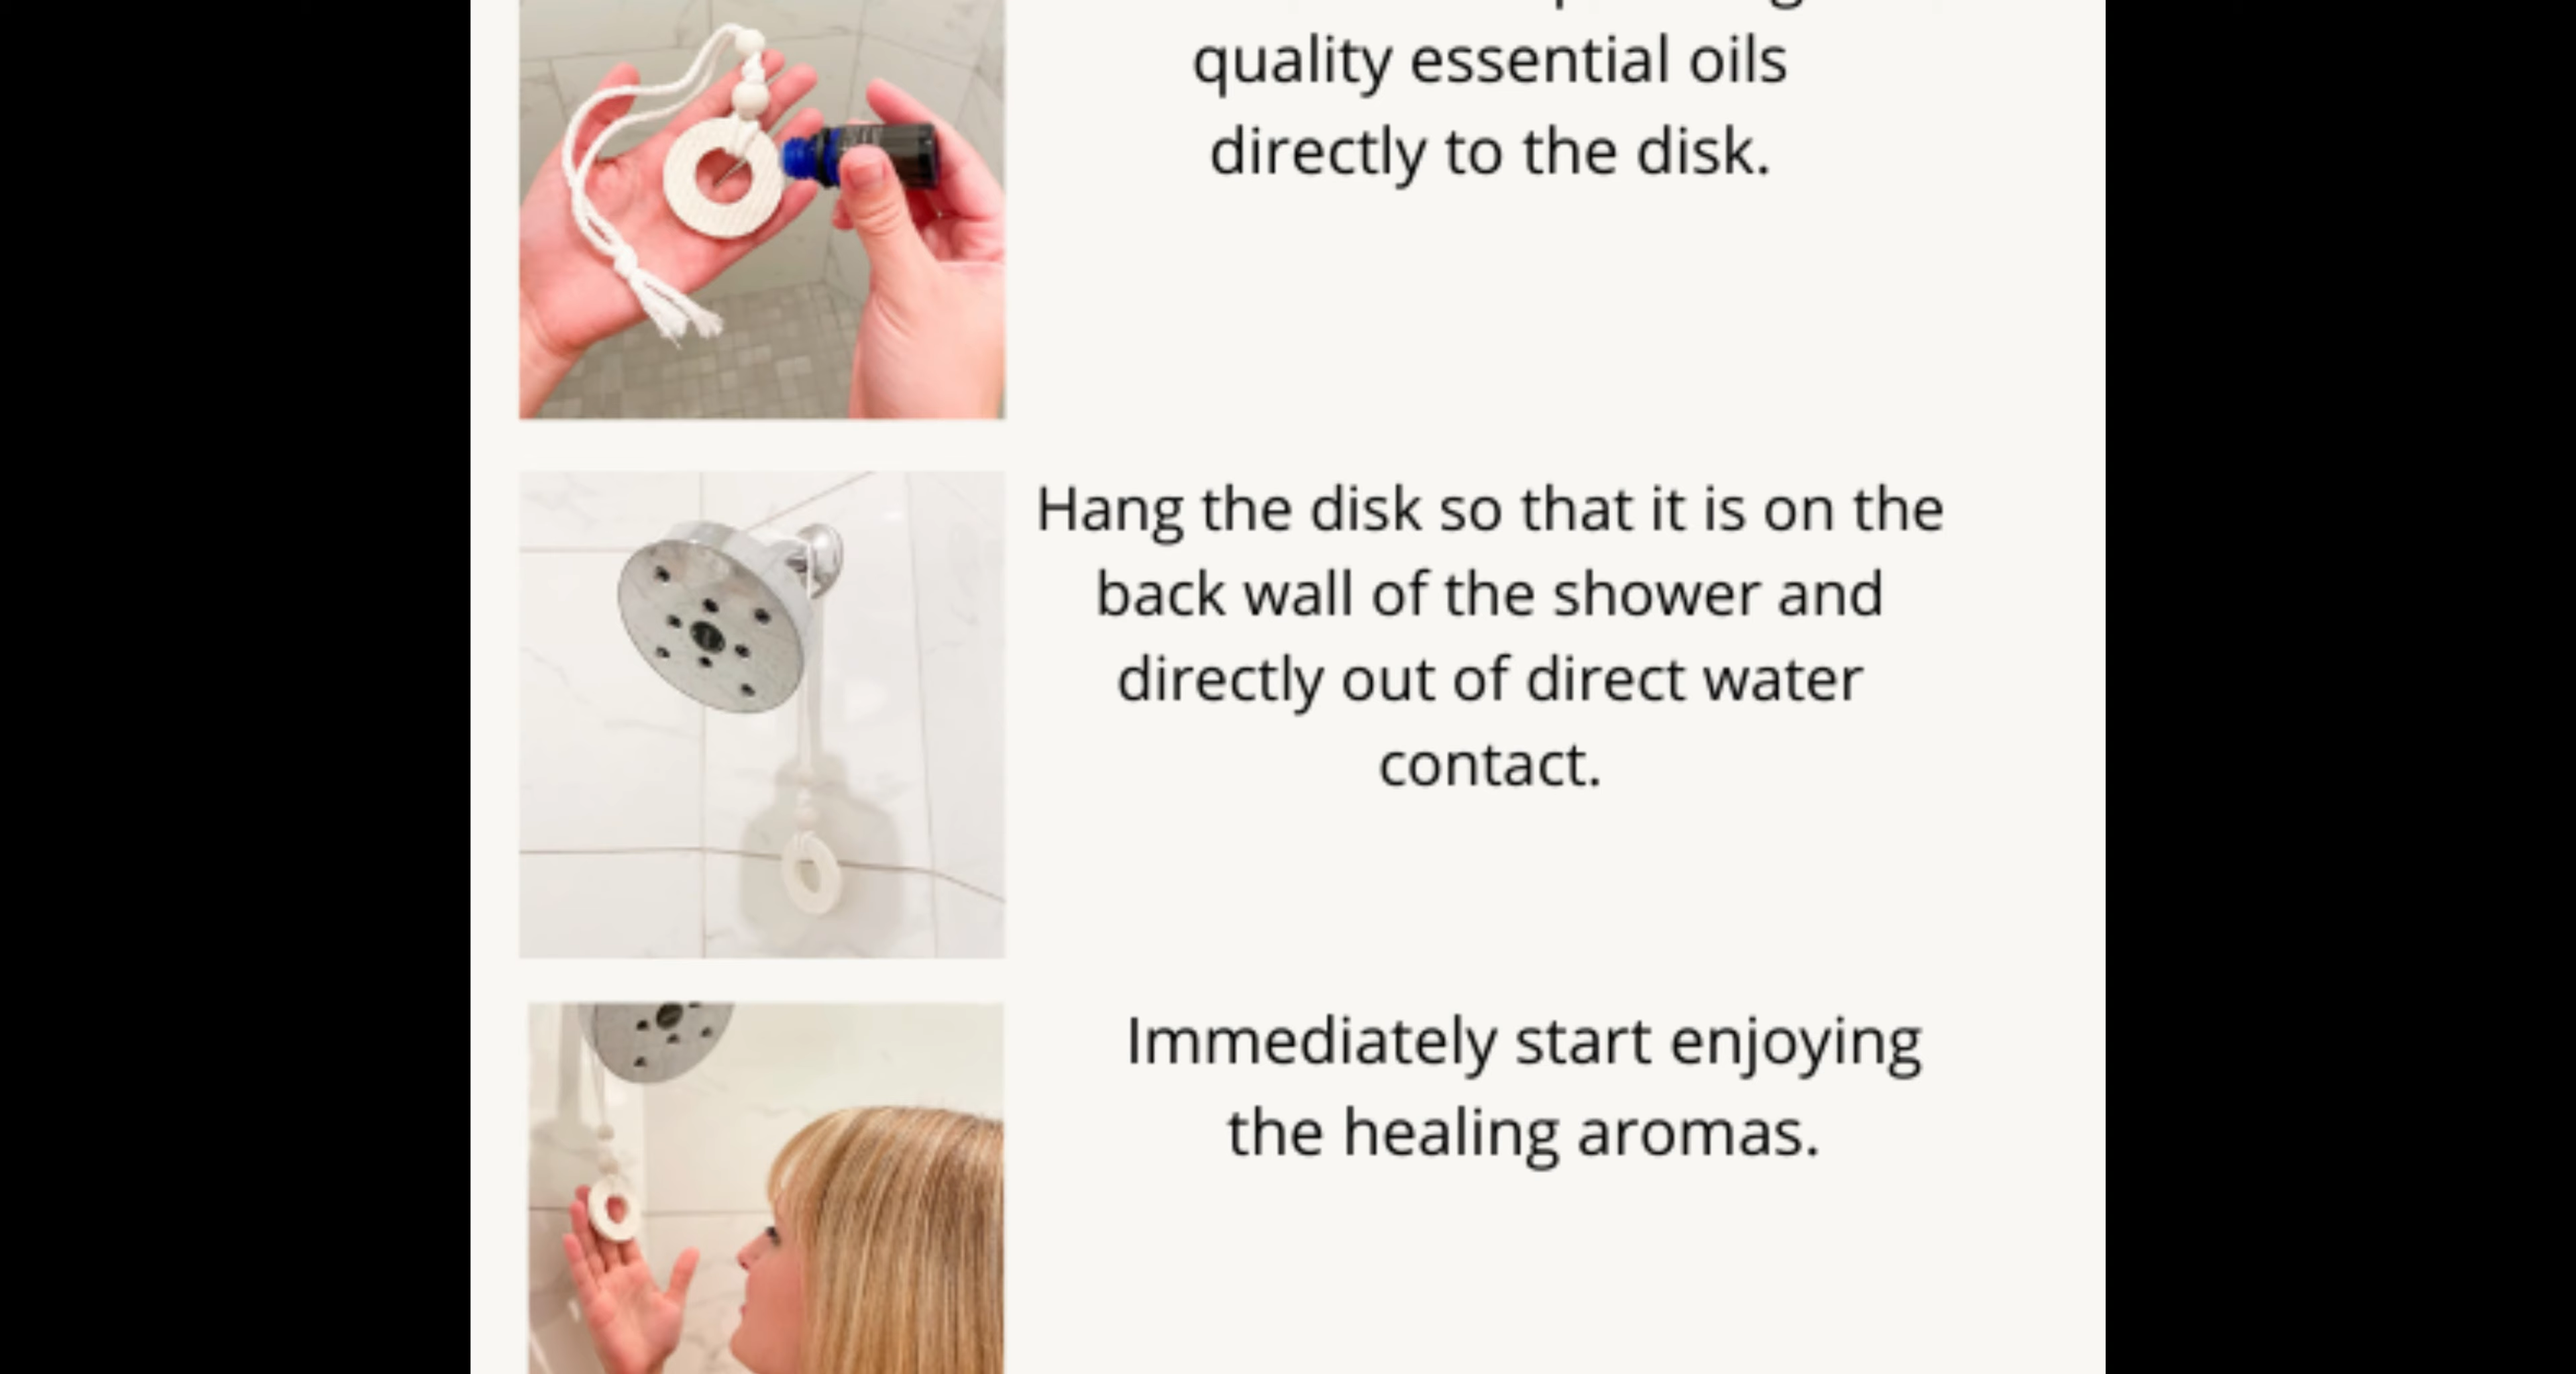 quality essential oils
directly to the disk.
Hang the disk so that it is on the
back wall of the shower and
directly out of direct water
contact.
Immediately start enjoying
the healing aromas.